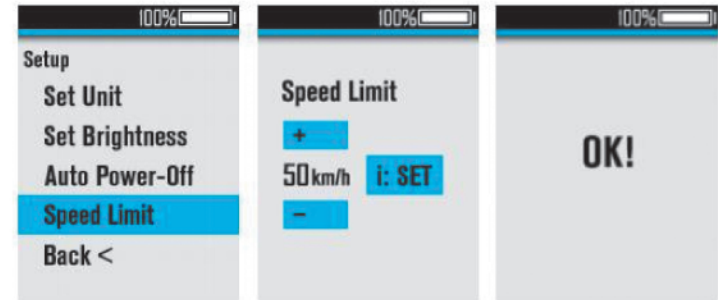 100%
Setup
Set Unit
Set Brightness
Auto Power-Off
Speed Limit
Back <
100%
Speed Limit
+
50km/h i: SET
-
100%
OK!